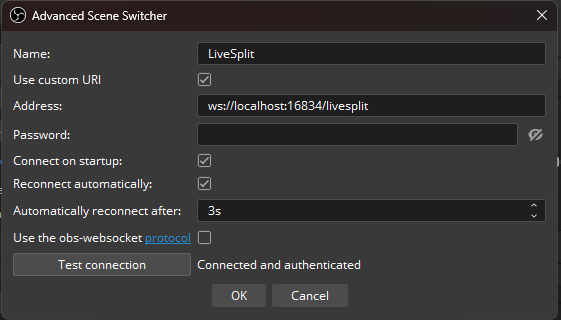 Advanced Scene Switcher
Name: LiveSplit
Use custom URI
Address: ws://localhost:16834/livesplit
Password:
Connect on startup:
Reconnect automatically:
Automatically reconnect after: 3s
Use the obs-websocket protocol
Test connection Connected and authenticated
OK Cancel